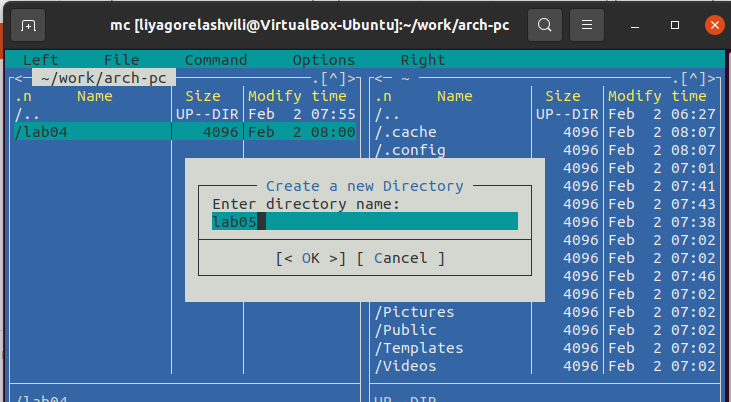 mc [liyagorelashvili@VirtualBox-Ubuntu]:~/work/arch-pc
Left File Command Options Right
<─ ~/work/arch-pc .[^]> <─ ~ .[^]>
.n Name Size Modify time .n Name Size Modify time
/.. UP--DIR Feb 2 07:55 /.. UP--DIR Feb 2 06:27
/lab04 4096 Feb 2 08:00 /.cache 4096 Feb 2 08:07
/.config 4096 Feb 2 08:07
4096 Feb 2 07:01
Create a new Directory 4096 Feb 2 07:41
Enter directory name: 4096 Feb 2 07:43
lab05 4096 Feb 2 07:38
4096 Feb 2 07:02
[< OK >] [ Cancel ] 4096 Feb 2 07:02
4096 Feb 2 07:46
4096 Feb 2 07:02
/Pictures 4096 Feb 2 07:02
/Public 4096 Feb 2 07:02
/Templates 4096 Feb 2 07:02
/Videos 4096 Feb 2 07:02
/lab04 UP--DIR